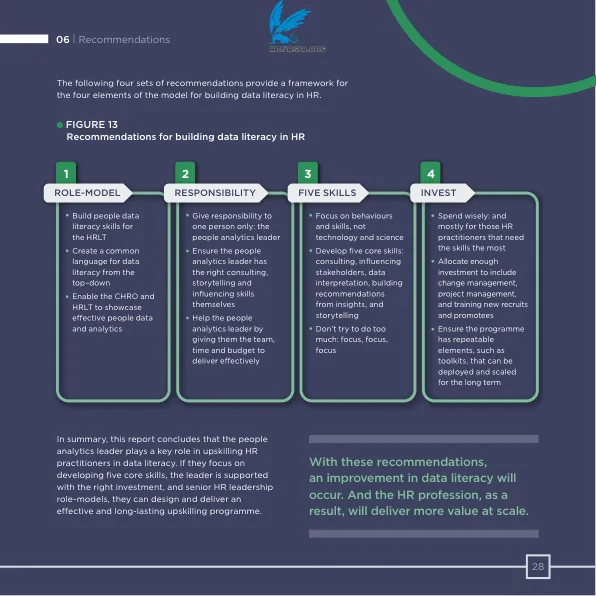 06 | Recommendations
The following four sets of recommendations provide a framework for
the four elements of the model for building data literacy in HR.
FIGURE 13
Recommendations for building data literacy in HR
1
ROLE-MODEL
• Build people data
literacy skills for
the HRLT
• Create a common
language for data
literacy from the
top–down
• Enable the CHRO and
HRLT to showcase
effective people data
and analytics
2
RESPONSIBILITY
• Give responsibility to
one person only: the
people analytics leader
• Ensure the people
analytics leader has
the right consulting,
storytelling and
influencing skills
themselves
• Help the people
analytics leader by
giving them the team,
time and budget to
deliver effectively
3
FIVE SKILLS
• Focus on behaviours
and skills, not
technology and science
• Develop five core skills:
consulting, influencing
stakeholders, data
interpretation, building
recommendations
from insights, and
storytelling
• Don't try to do too
much: focus, focus,
focus
4
INVEST
• Spend wisely: and
mostly for those HR
practitioners that need
the skills the most
• Allocate enough
investment to include
change management,
project management,
and training new recruits
and promotees
• Ensure the programme
has repeatable
elements, such as
toolkits, that can be
deployed and scaled
for the long term
In summary, this report concludes that the people
analytics leader plays a key role in upskilling HR
practitioners in data literacy. If they focus on
developing five core skills, the leader is supported
with the right investment, and senior HR leadership
role-models, they can design and deliver an
effective and long-lasting upskilling programme.
With these recommendations,
an improvement in data literacy will
occur. And the HR profession, as a
result, will deliver more value at scale.
28